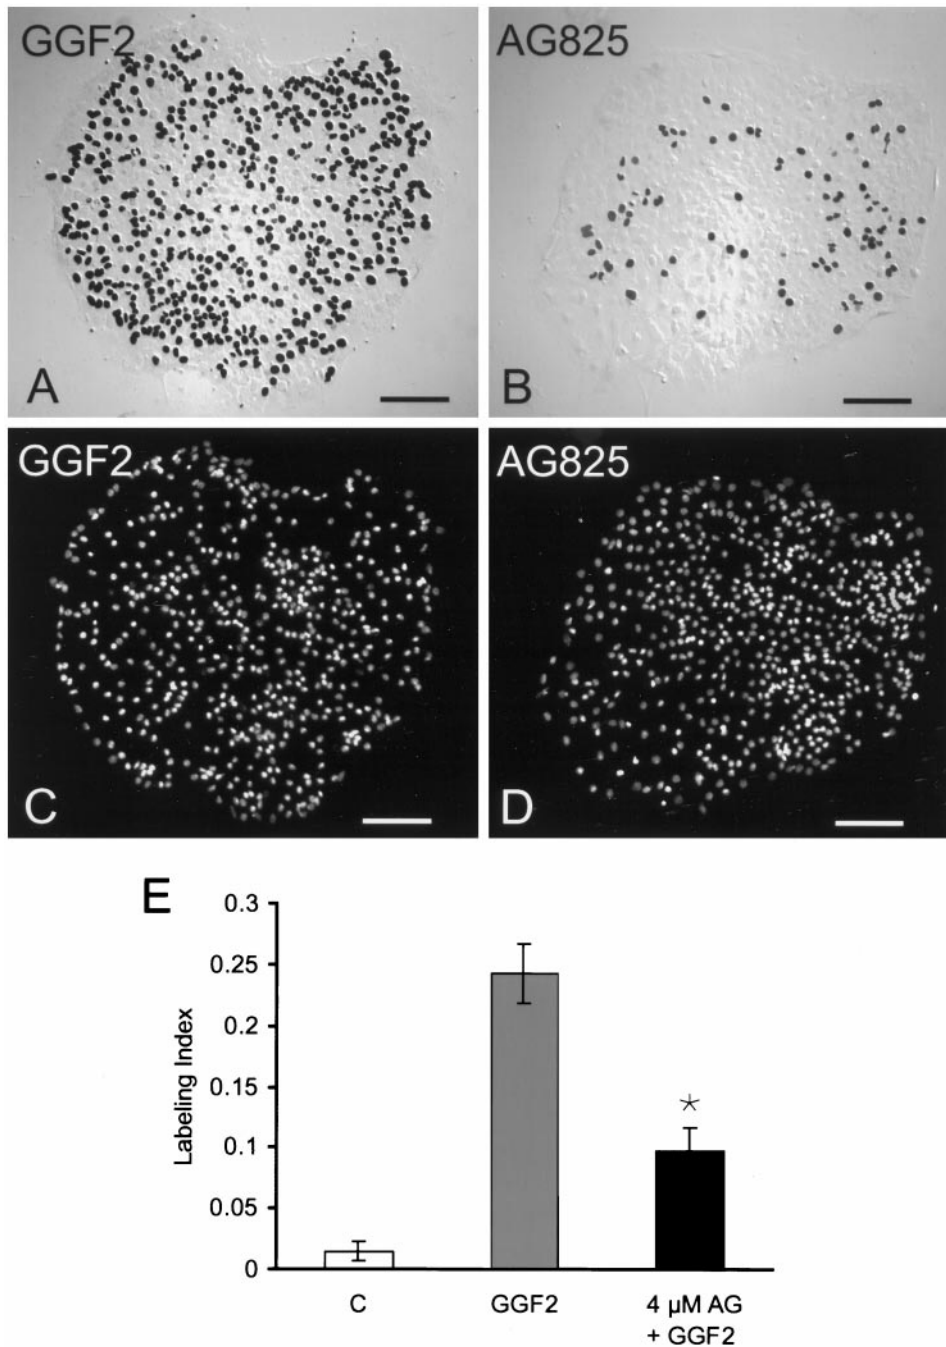 GGF2
AG825
A
B
GGF2
AG825
C
D
E
0.3
0.25
0.2
0.15
0.1
0.05
0
Labeling Index
C
GGF2
4 µM AG
+ GGF2